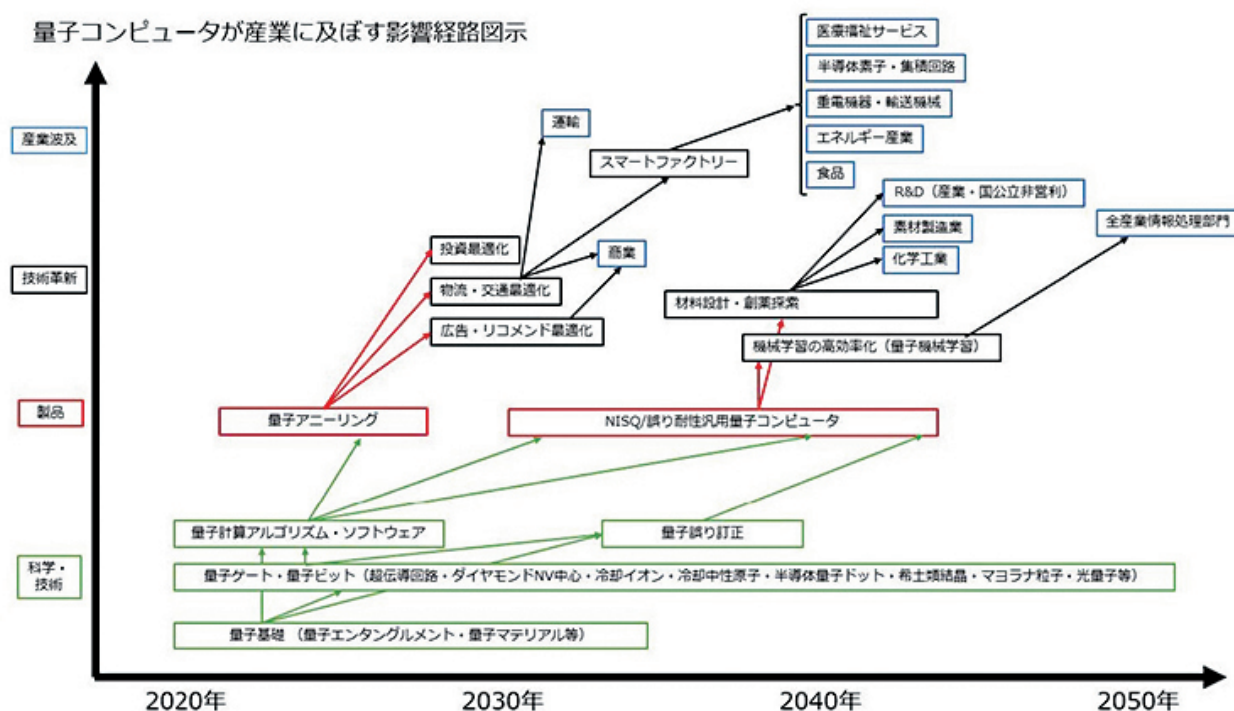 量子コンピュータが産業に及ぼす影響経路図示
医療福祉サービス
半導体素子・集積回路
重電機器・輸送機械
エネルギー産業
食品
産業波及
運輸
スマートファクトリー
R&D（産業・国公立非営利）
素材製造業
化学工業
全産業情報処理部門
技術革新
投資最適化
商業
物流・交通最適化
材料設計・創薬探索
広告・リコメンド最適化
機械学習の高効率化（量子機械学習）
製品
量子アニーリング
NISQ/誤り耐性汎用量子コンピュータ
科学・
技術
量子計算アルゴリズム・ソフトウェア
量子誤り訂正
量子ゲート・量子ビット（超伝導回路・ダイヤモンドNV中心・冷却イオン・冷却中性原子・半導体量子ドット・希土類結晶・マヨラナ粒子・光量子等）
量子基礎 （量子エンタングルメント・量子マテリアル等）
2020年
2030年
2040年
2050年